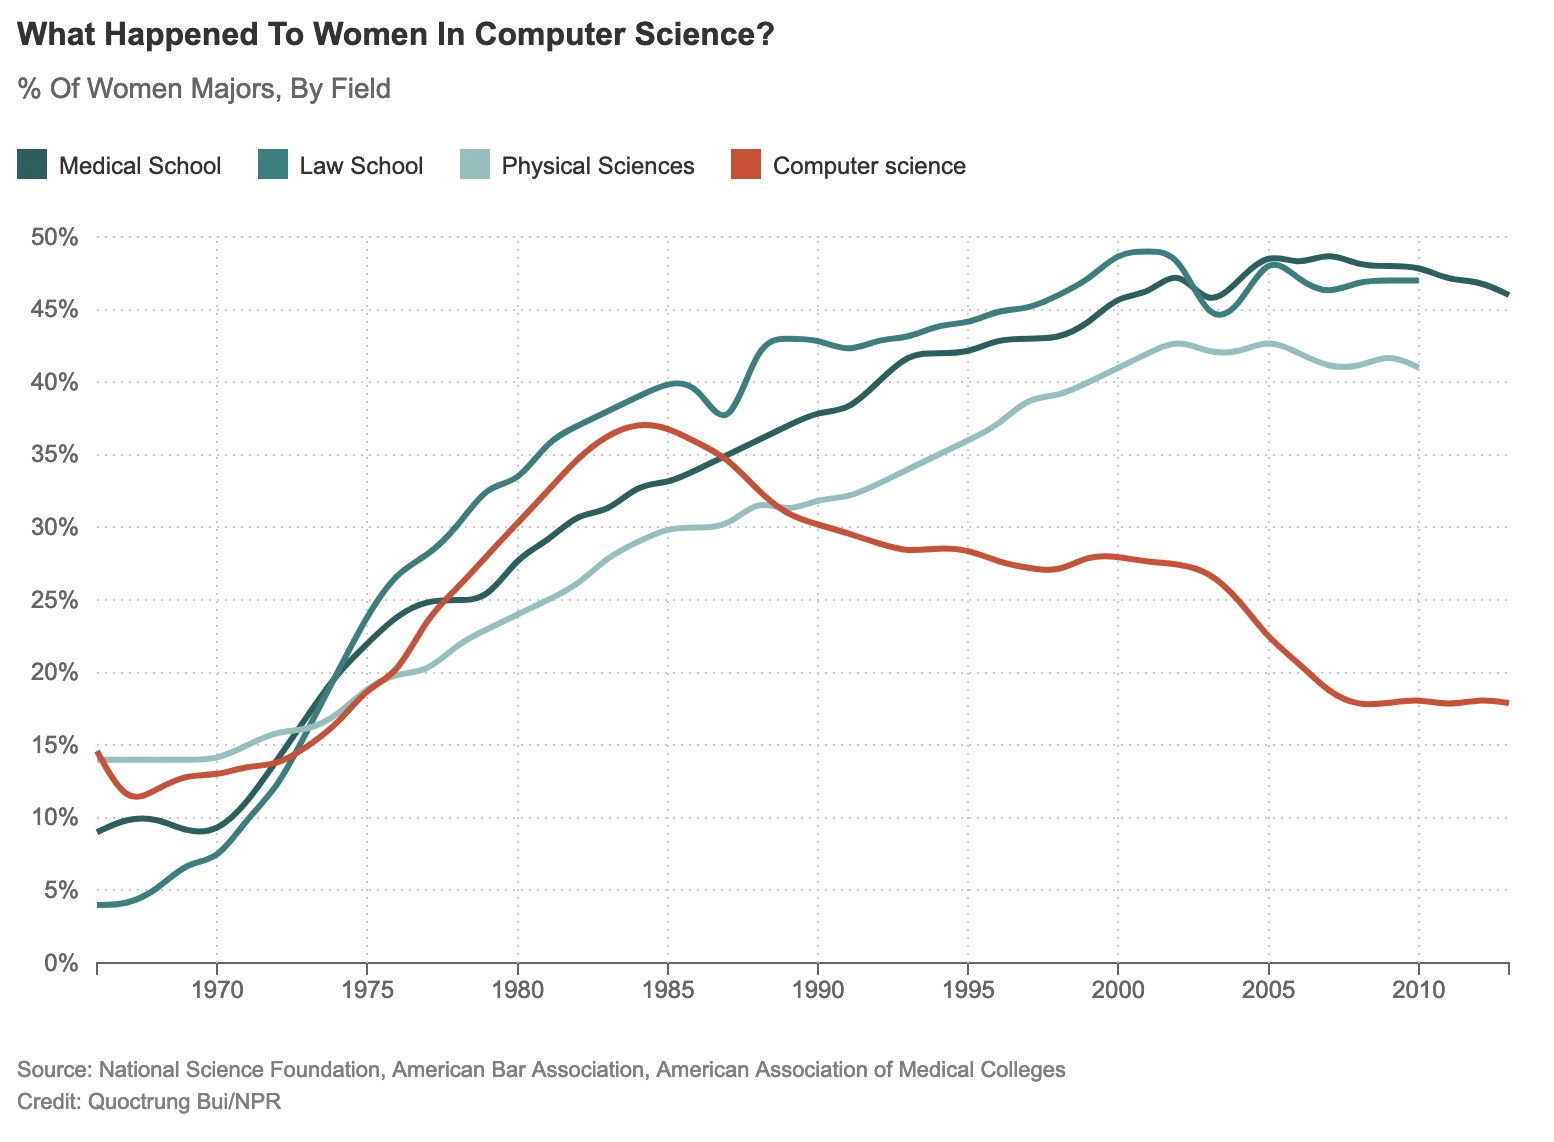 What Happened To Women In Computer Science?
% Of Women Majors, By Field
Medical School Law School Physical Sciences Computer science
50%
45%
40%
35%
30%
25%
20%
15%
10%
5%
0%
1970 1975 1980 1985 1990 1995 2000 2005 2010
Source: National Science Foundation, American Bar Association, American Association of Medical Colleges
Credit: Quoctrung Bui/NPR